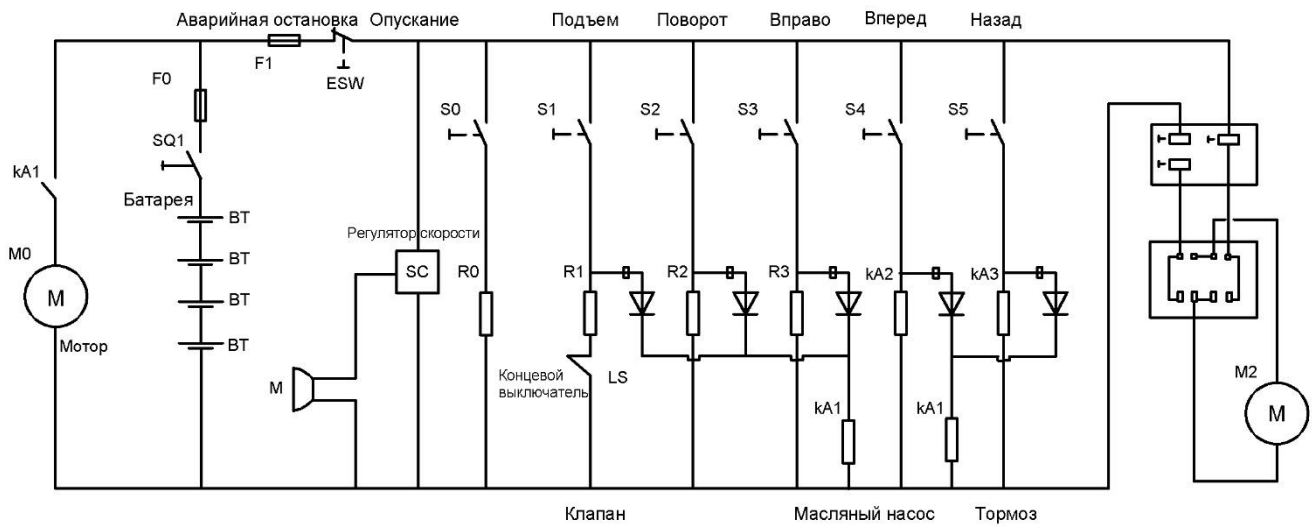 Аварийная остановка Опускание Подъем Поворот Вправо Вперед Назад
F1
ESW
F0
S0 S1 S2 S3 S4 S5
SQ1
kA1
Батарея
BT
Регулятор скорости
M0
BT
SC R0 R1 R2 R3 kA2 kA3
M
BT
Мотор
BT
Концевой
выключатель
LS
M
M2
kA1 kA1
M
Клапан Масляный насос Тормоз